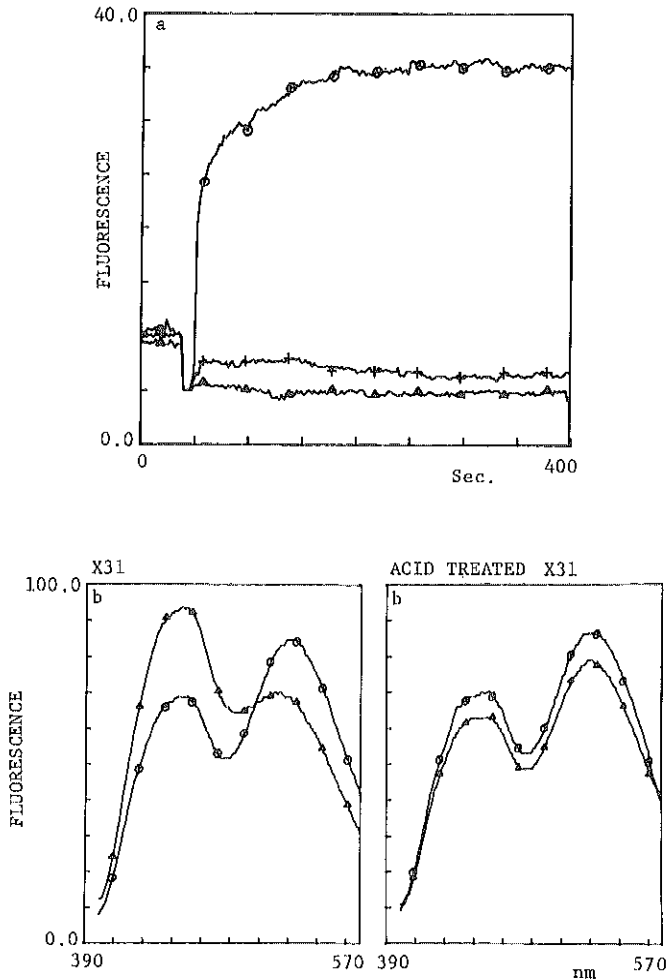 40.0
a
FLUORESCENCE
0.0
0
400
Sec.
X31
ACID TREATED X31
100.0
b
b
FLUORESCENCE
0.0
390
570
390
nm
570